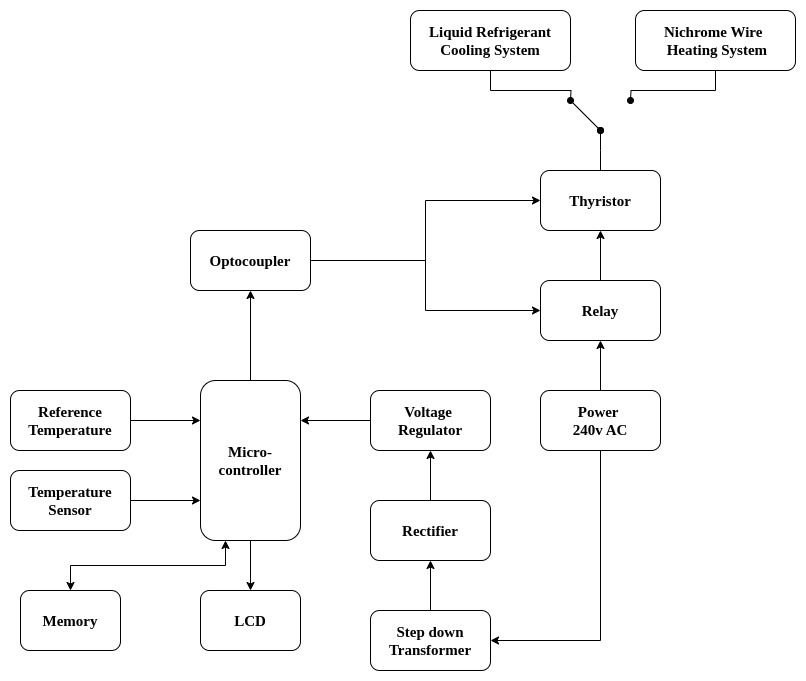 Liquid Refrigerant
Cooling System
Nichrome Wire
Heating System
Thyristor
Optocoupler
Relay
Reference
Temperature
Micro-
controller
Voltage
Regulator
Power
240v AC
Temperature
Sensor
Rectifier
Memory
LCD
Step down
Transformer